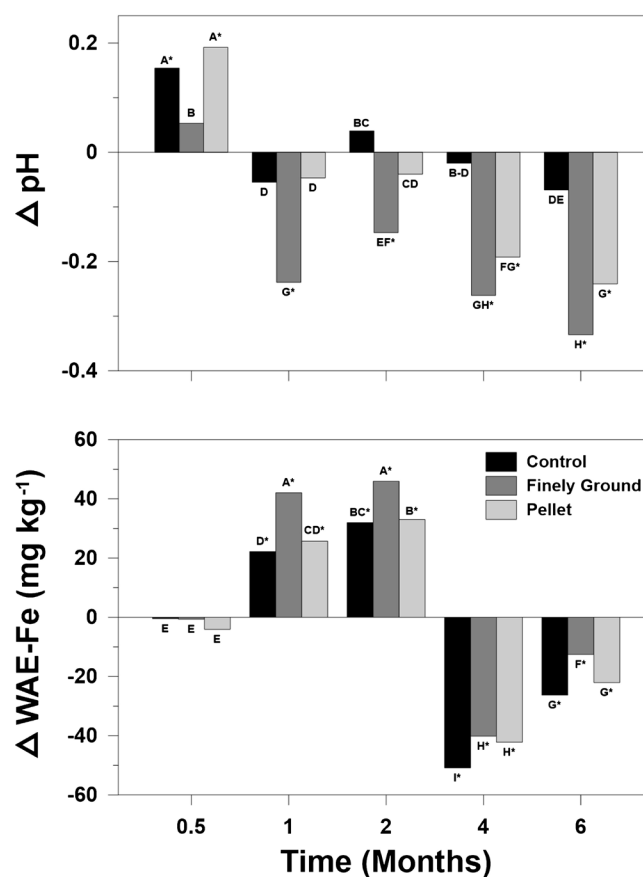 0.2
0
-0.2
-0.4
Δ pH
A*
B
A*
D
G*
D
BC
EF*
CD
B-D
GH*
FG*
DE
H*
G*
60
40
20
0
-20
-40
-60
Δ WAE-Fe (mg kg⁻¹)
Control
Finely Ground
Pellet
E
E
E
D*
A*
CD*
BC*
A*
B*
I*
H*
H*
G*
F*
G*
0.5 1 2 4 6
Time (Months)